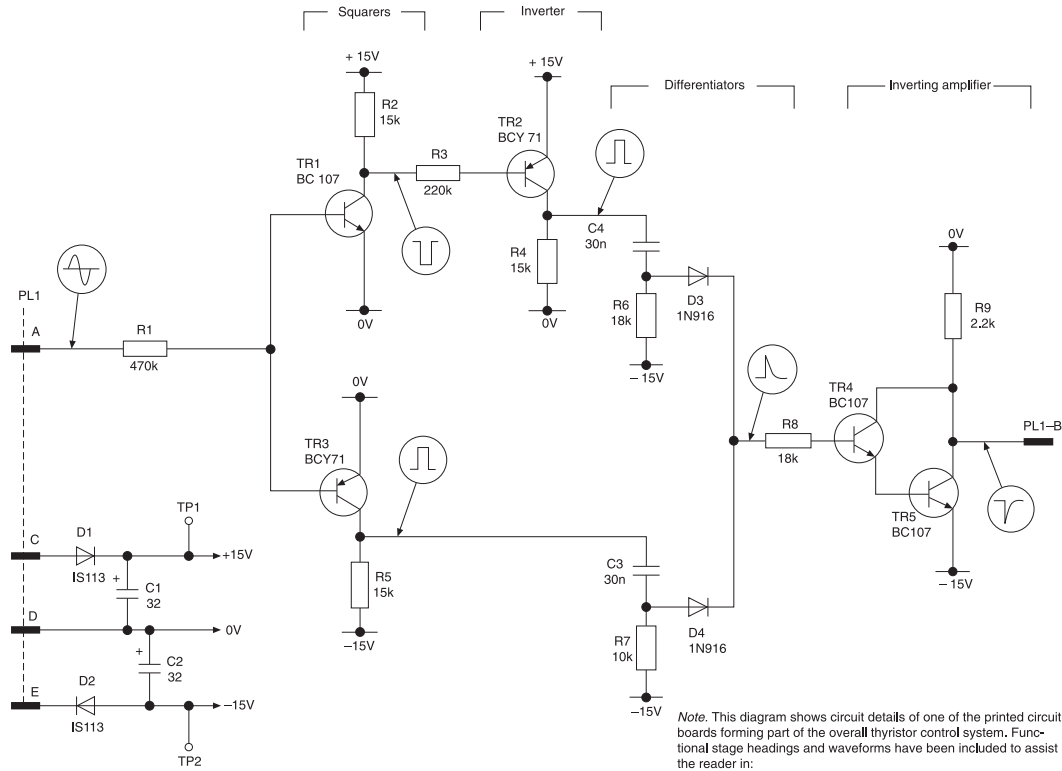 Squarers
Inverter
+ 15V
+ 15V
Differentiators
Inverting amplifier
R2
15k
TR2
BCY 71
TR1
BC 107
R3
220k
C4
30n
R4
15k
0V
PL1
A
R1
470k
0V
0V
R6
18k
D3
1N916
R9
2.2k
– 15V
0V
TR3
BCY71
R8
18k
TR4
BC107
PL1–B
TR5
BC107
TP1
C
D1
IS113
+15V
+
C1
32
R5
15k
C3
30n
– 15V
D
0V
–15V
+
C2
32
R7
10k
D4
1N916
E
D2
IS113
–15V
–15V
TP2
Note. This diagram shows circuit details of one of the printed circuit
boards forming part of the overall thyristor control system. Func-
tional stage headings and waveforms have been included to assist
the reader in: